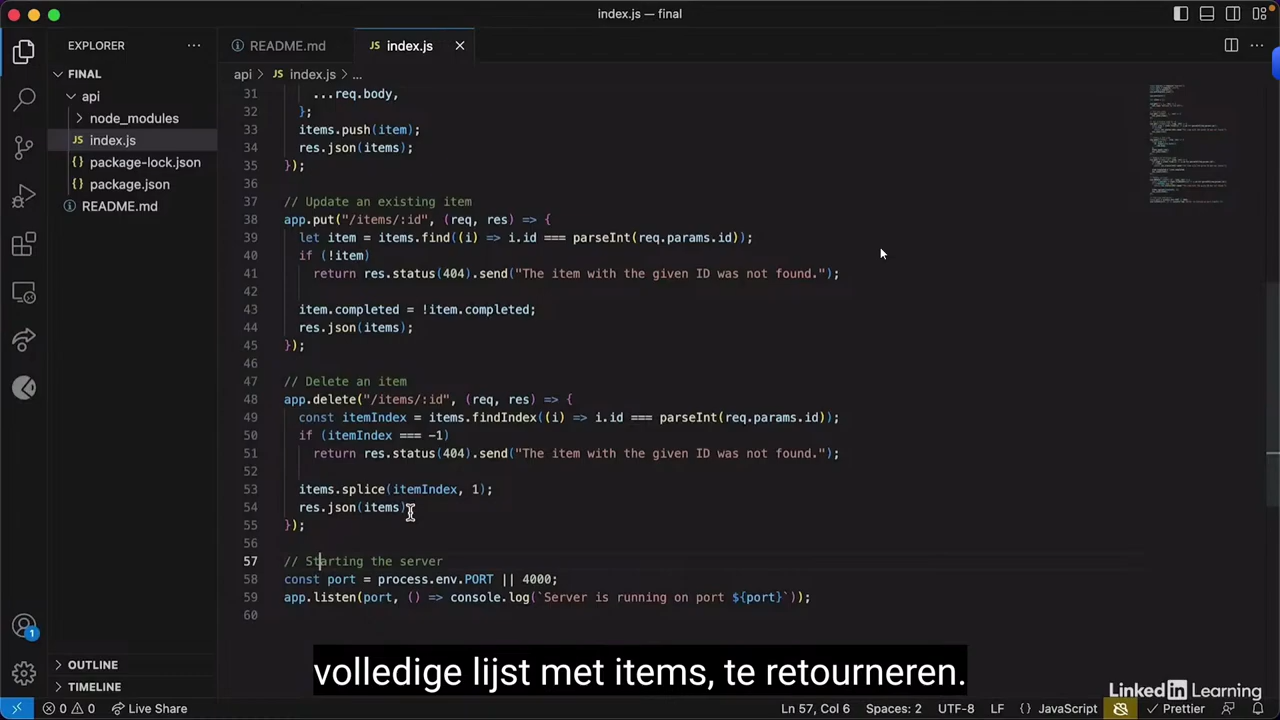 index.js — final
EXPLORER
FINAL
api
node_modules
index.js
package-lock.json
package.json
README.md
OUTLINE
TIMELINE
README.md
index.js
api > index.js > ...
31 ...req.body,
32 };
33 items.push(item);
34 res.json(items);
35 });
36
37 // Update an existing item
38 app.put("/items/:id", (req, res) => {
39 let item = items.find((i) => i.id === parseInt(req.params.id));
40 if (!item)
41 return res.status(404).send("The item with the given ID was not found.");
42
43 item.completed = !item.completed;
44 res.json(items);
45 });
46
47 // Delete an item
48 app.delete("/items/:id", (req, res) => {
49 const itemIndex = items.findIndex((i) => i.id === parseInt(req.params.id));
50 if (itemIndex === -1)
51 return res.status(404).send("The item with the given ID was not found.");
52
53 items.splice(itemIndex, 1);
54 res.json(items)
55 });
56
57 // Starting the server
58 const port = process.env.PORT || 4000;
59 app.listen(port, () => console.log(`Server is running on port ${port}`));
60
volledige lijst met items, te retourneren.
LinkedIn Learning
1
0 0 Live Share Ln 57, Col 6 Spaces: 2 UTF-8 LF {} JavaScript Prettier